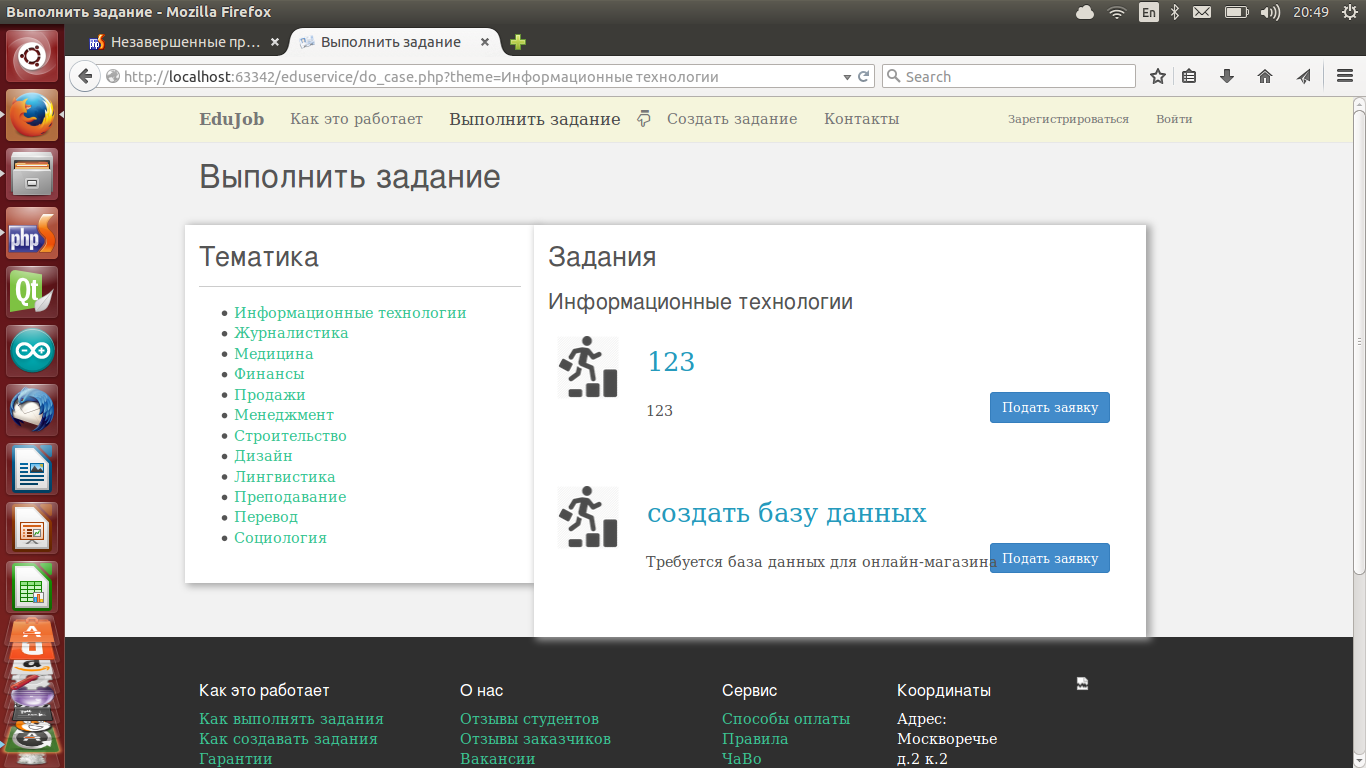 Выполнить задание - Mozilla Firefox
En
20:49
Незавершенные пр...
Выполнить задание
http://localhost:63342/eduservice/do_case.php?theme=Информационные технологии
Search
EduJob
Как это работает
Выполнить задание
Создать задание
Контакты
Зарегистрироваться
Войти
Выполнить задание
Тематика
Информационные технологии
Журналистика
Медицина
Финансы
Продажи
Менеджмент
Строительство
Дизайн
Лингвистика
Преподавание
Перевод
Социология
Задания
Информационные технологии
123
123
Подать заявку
создать базу данных
Требуется база данных для онлайн-магазина
Подать заявку
Как это работает
Как выполнять задания
Как создавать задания
Гарантии
О нас
Отзывы студентов
Отзывы заказчиков
Вакансии
Сервис
Способы оплаты
Правила
ЧаВо
Координаты
Адрес:
Москворечье
д.2 к.2
php
Qt